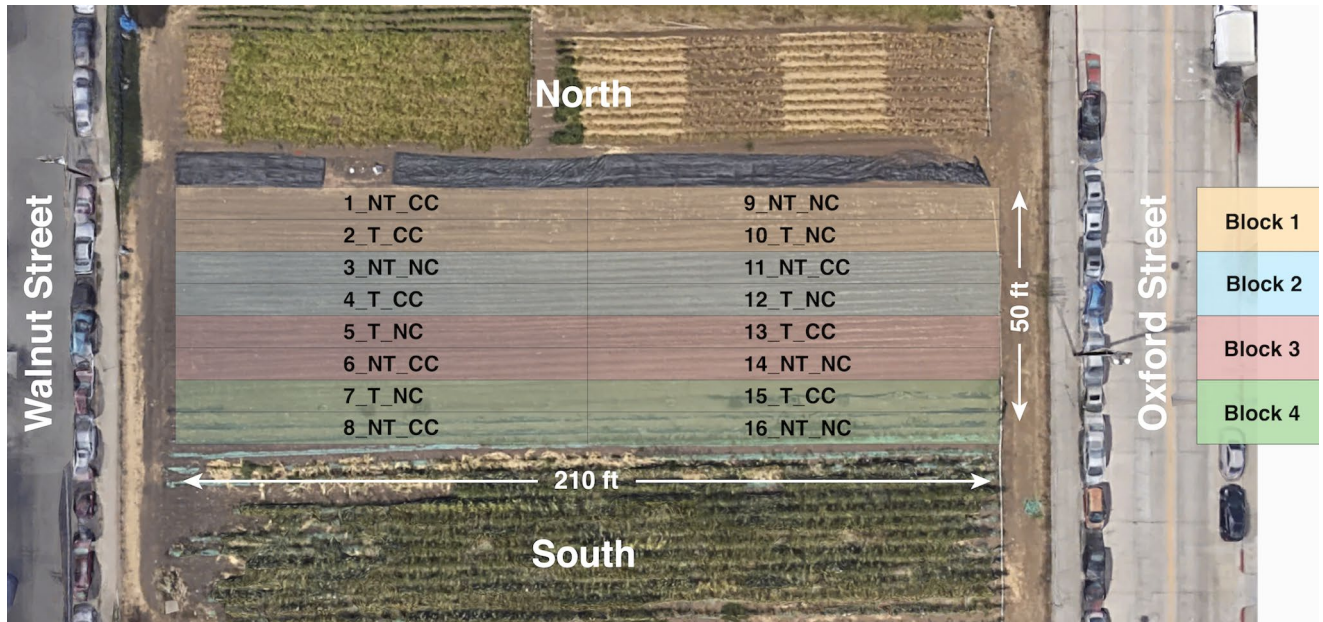 North
Walnut Street
1_NT_CC
9_NT_NC
2_T_CC
10_T_NC
3_NT_NC
11_NT_CC
4_T_CC
12_T_NC
5_T_NC
13_T_CC
6_NT_CC
14_NT_NC
7_T_NC
15_T_CC
8_NT_CC
16_NT_NC
50 ft
Oxford Street
Block 1
Block 2
Block 3
Block 4
210 ft
South